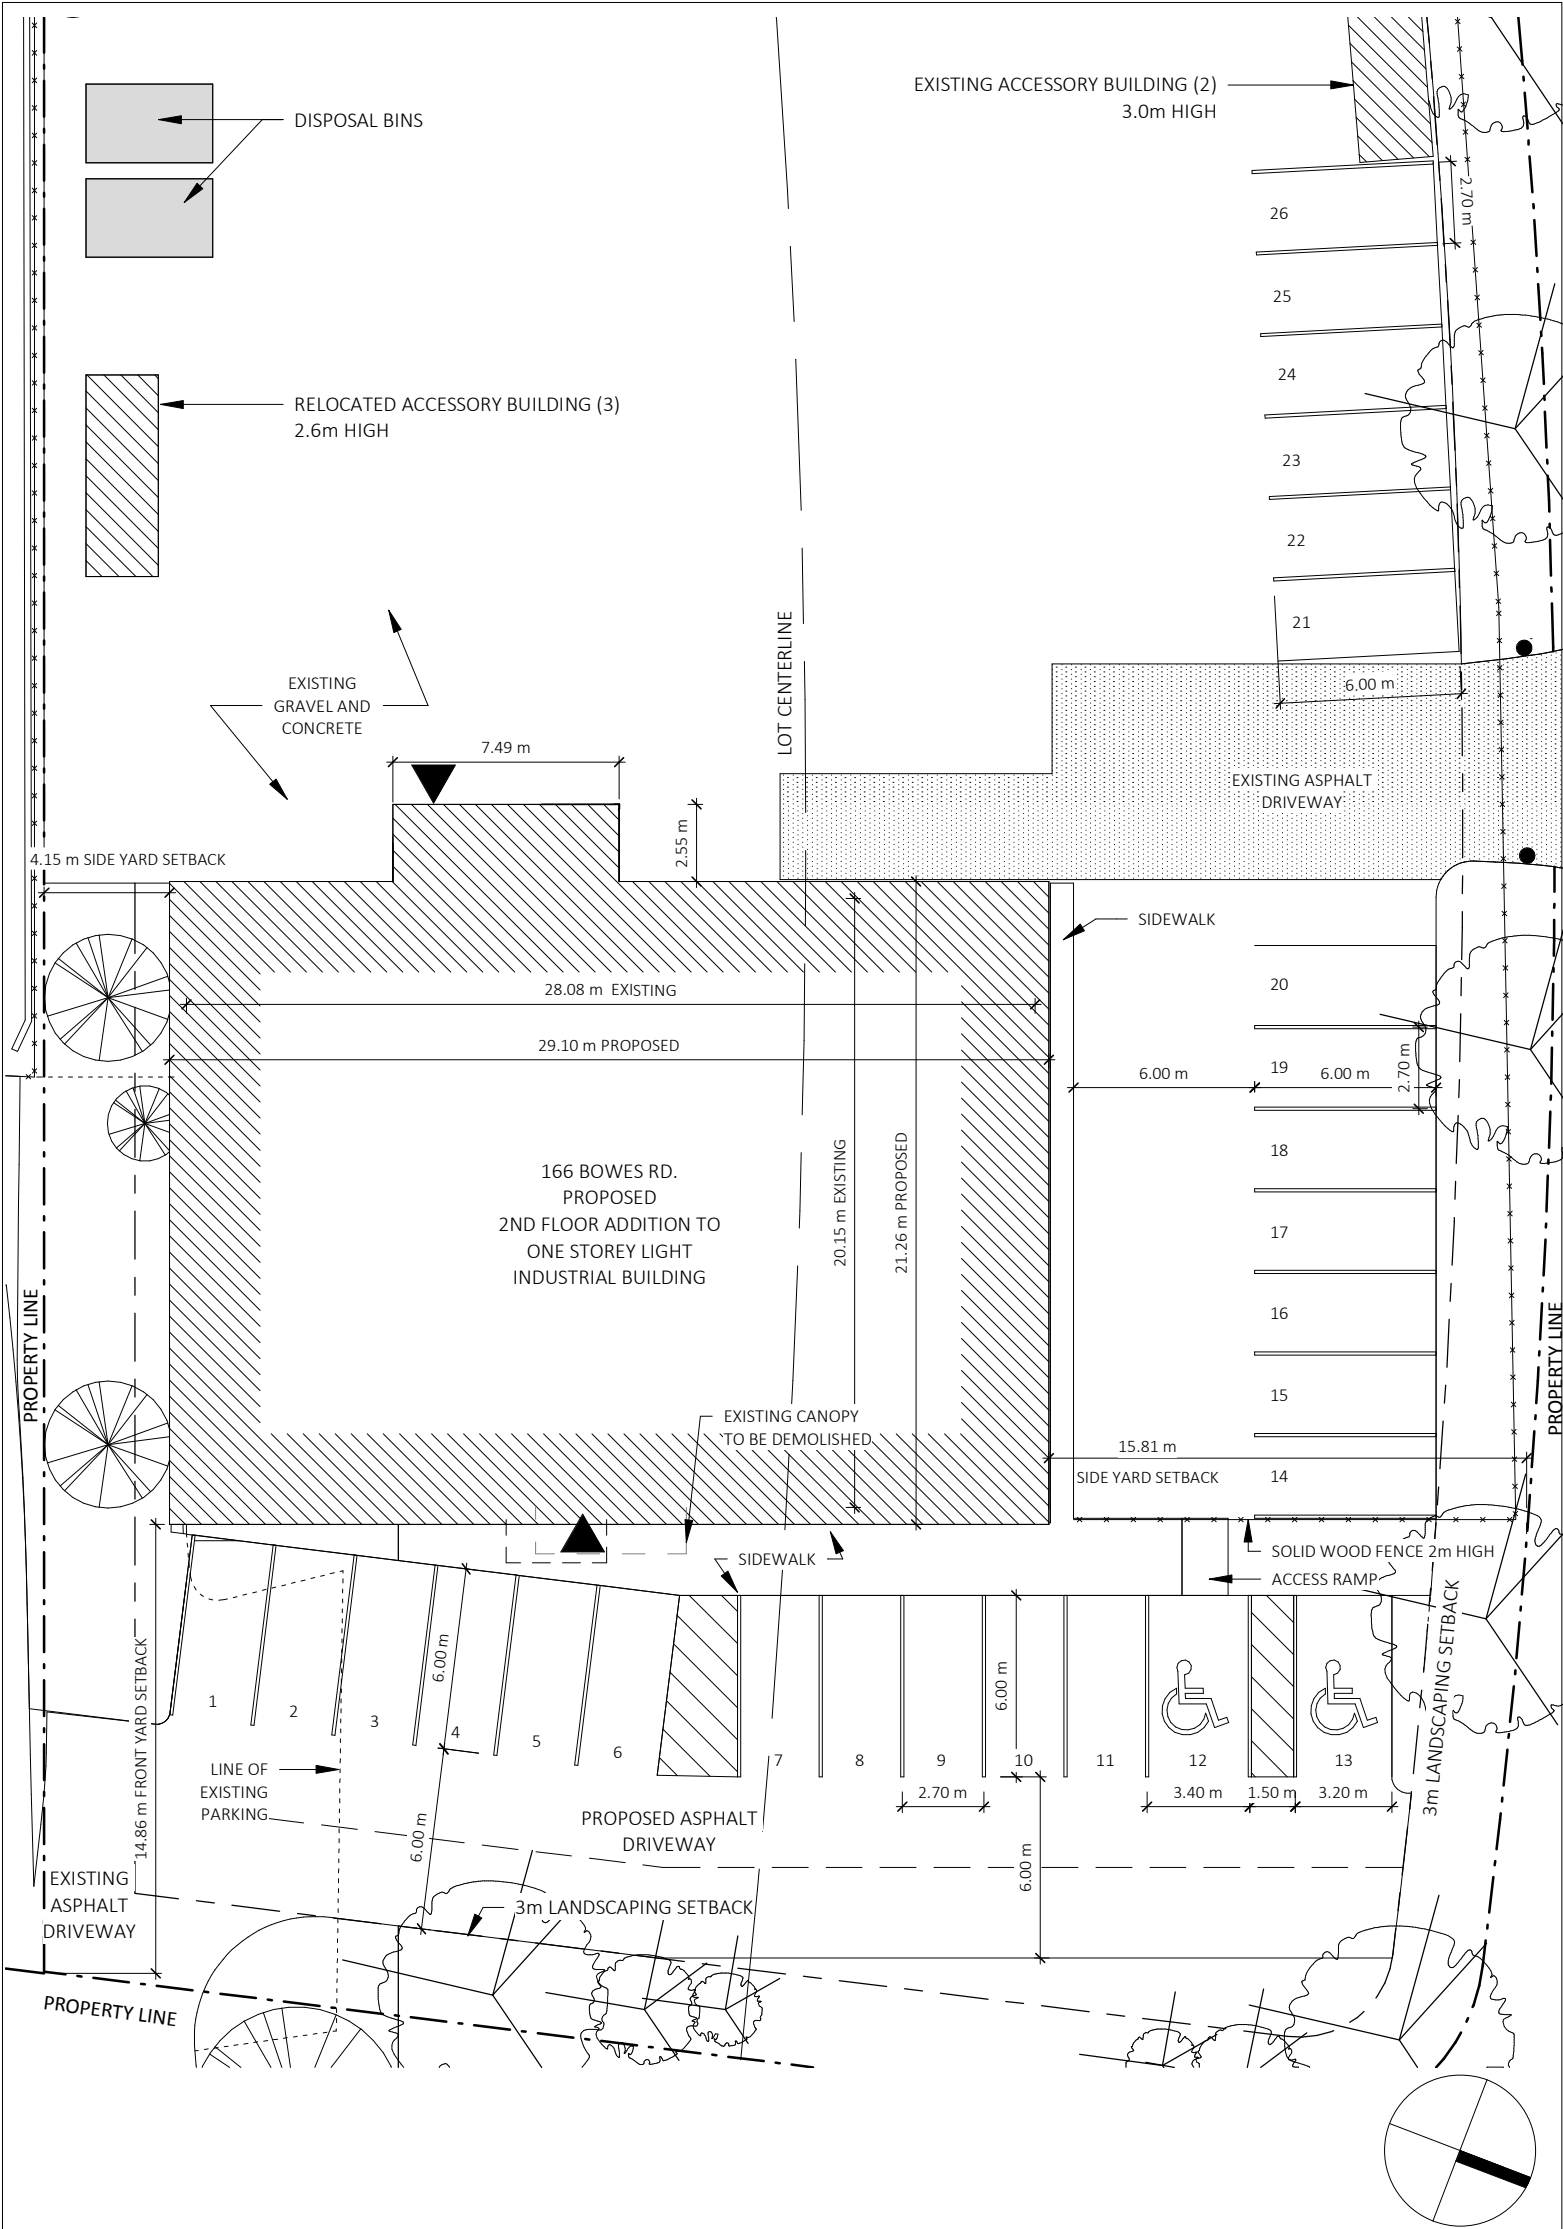 EXISTING ACCESSORY BUILDING (2)
3.0m HIGH
DISPOSAL BINS
2.70 m
26
25
24
23
22
21
RELOCATED ACCESSORY BUILDING (3)
2.6m HIGH
LOT CENTERLINE
EXISTING
GRAVEL AND
CONCRETE
6.00 m
7.49 m
EXISTING ASPHALT
DRIVEWAY
2.55 m
4.15 m SIDE YARD SETBACK
SIDEWALK
28.08 m EXISTING
29.10 m PROPOSED
20
19
6.00 m
6.00 m
2.70 m
18
17
16
15
14
20.15 m EXISTING
21.26 m PROPOSED
166 BOWES RD.
PROPOSED
2ND FLOOR ADDITION TO
ONE STOREY LIGHT
INDUSTRIAL BUILDING
PROPERTY LINE
PROPERTY LINE
EXISTING CANOPY
TO BE DEMOLISHED
15.81 m
SIDE YARD SETBACK
SIDEWALK
SOLID WOOD FENCE 2m HIGH
ACCESS RAMP
3m LANDSCAPING SETBACK
14.86 m FRONT YARD SETBACK
6.00 m
6.00 m
1
2
3
4
5
6
7
8
9
10
11
12
13
LINE OF
EXISTING
PARKING
2.70 m
3.40 m
1.50 m
3.20 m
PROPOSED ASPHALT
DRIVEWAY
6.00 m
6.00 m
EXISTING
ASPHALT
DRIVEWAY
3m LANDSCAPING SETBACK
PROPERTY LINE